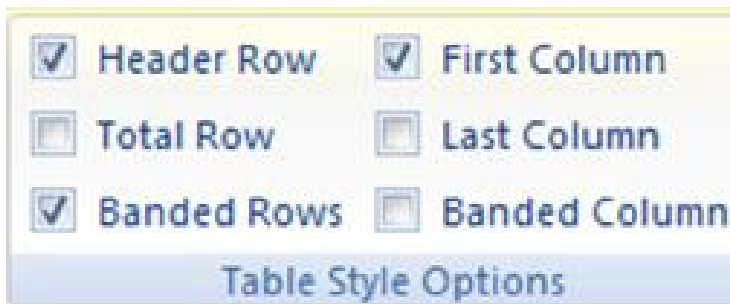 Header Row First Column
Total Row Last Column
Banded Rows Banded Column
Table Style Options